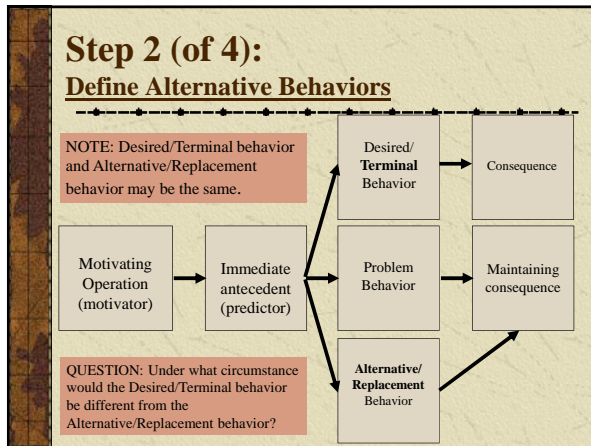 Step 2 (of 4):
Define Alternative Behaviors
NOTE: Desired/Terminal behavior
and Alternative/Replacement
behavior may be the same.
Desired/
Terminal
Behavior
Consequence
Motivating
Operation
(motivator)
Immediate
antecedent
(predictor)
Problem
Behavior
Maintaining
consequence
QUESTION: Under what circumstance
would the Desired/Terminal behavior
be different from the
Alternative/Replacement behavior?
Alternative/
Replacement
Behavior